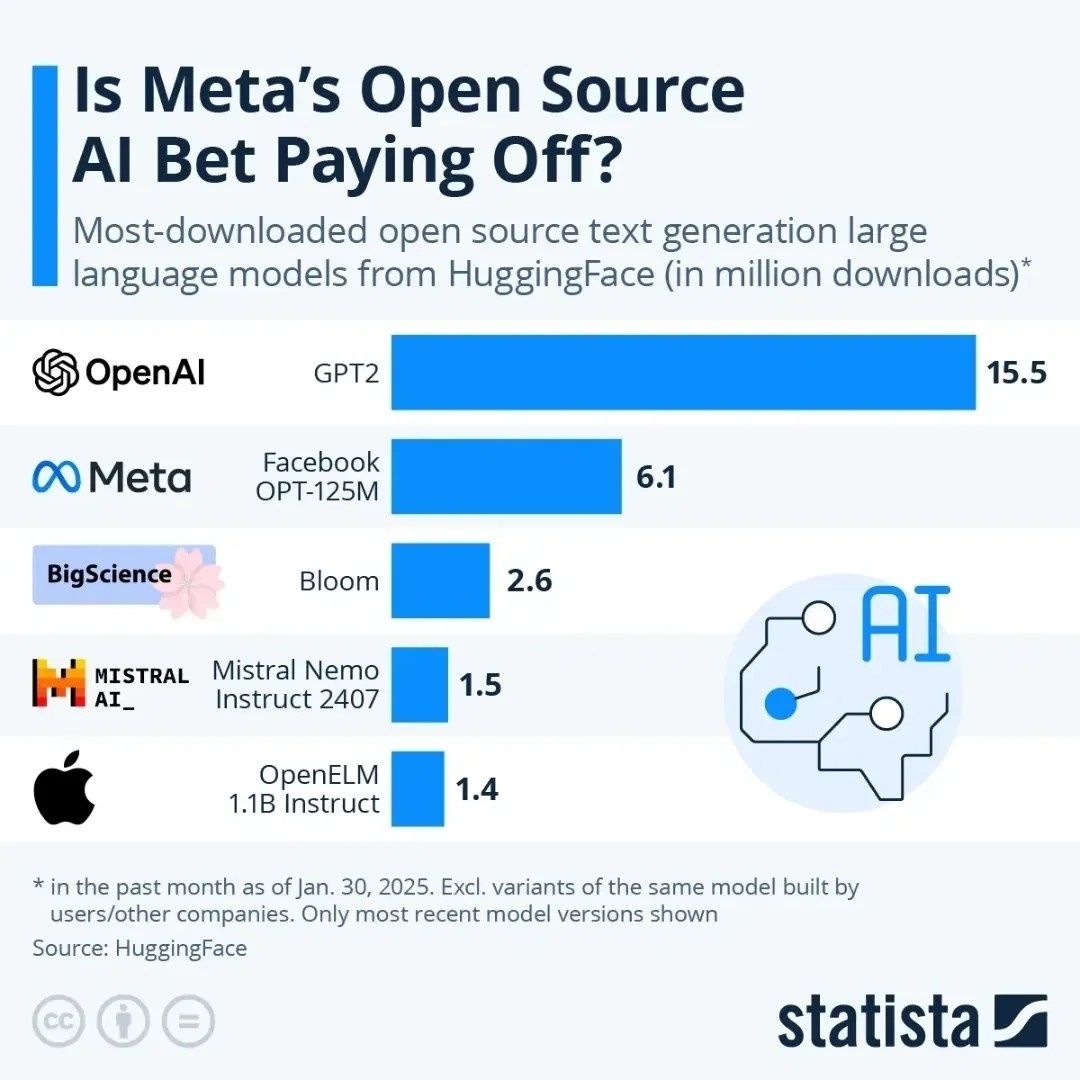 Is Meta's Open Source
AI Bet Paying Off?
Most-downloaded open source text generation large
language models from HuggingFace (in million downloads)*
OpenAI
GPT2
15.5
Meta
Facebook
OPT-125M
6.1
BigScience
Bloom
2.6
MISTRAL
AI_
Mistral Nemo
Instruct 2407
1.5
OpenELM
1.1B Instruct
1.4
AI
* in the past month as of Jan. 30, 2025. Excl. variants of the same model built by
users/other companies. Only most recent model versions shown
Source: HuggingFace
cc
statista